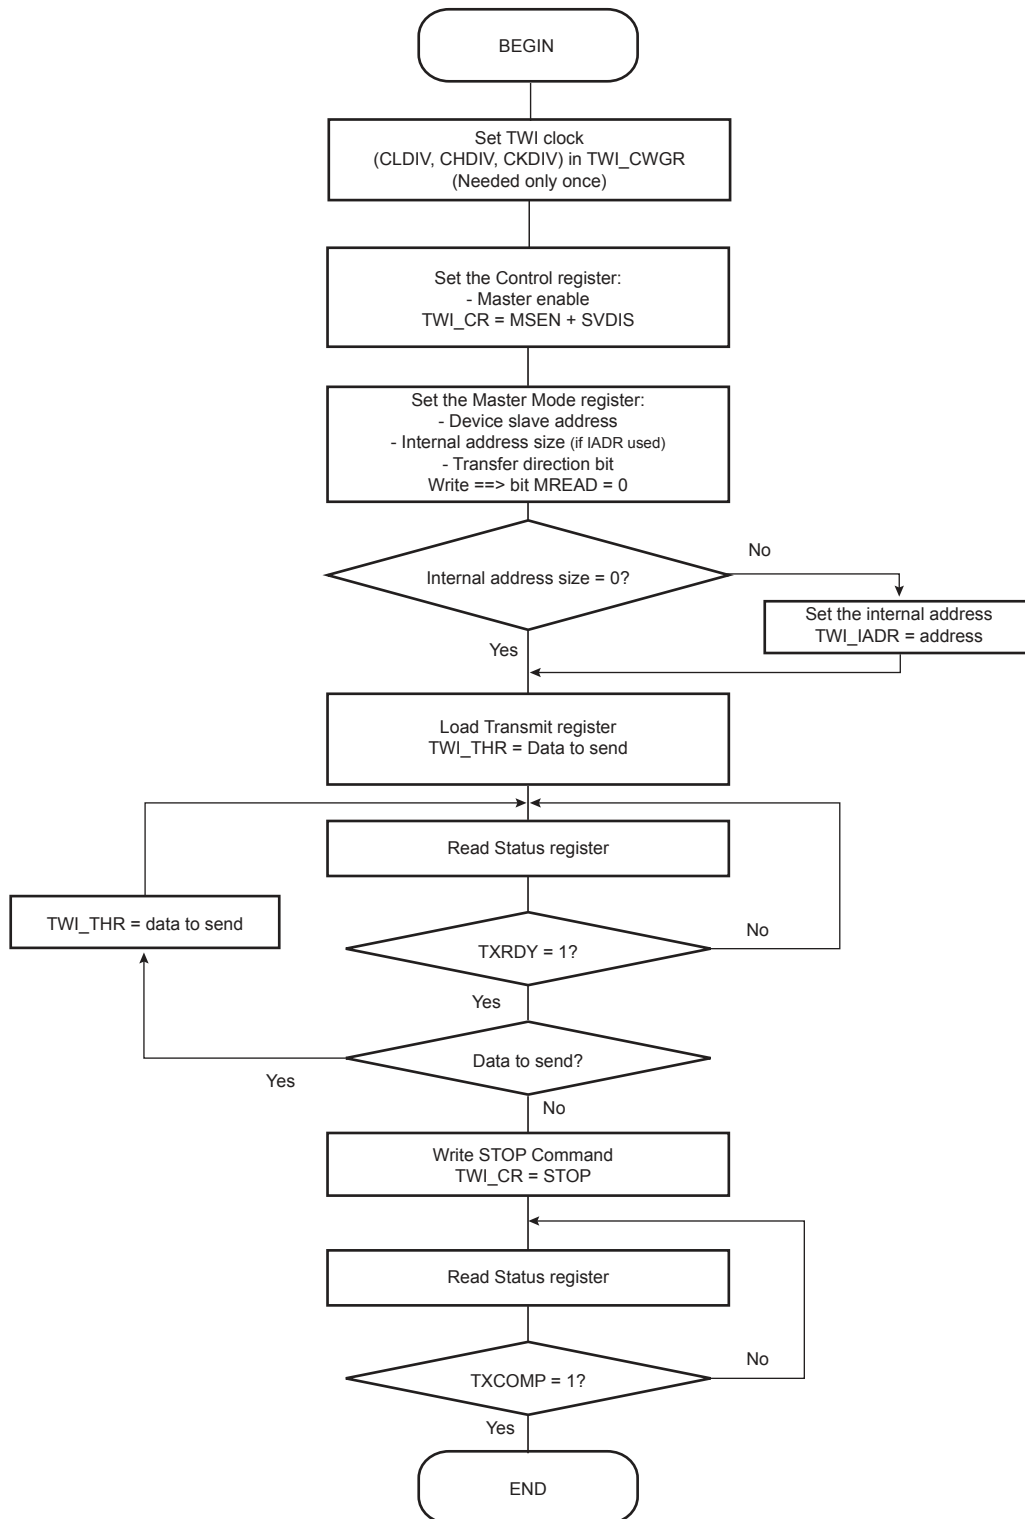 BEGIN
Set TWI clock
(CLDIV, CHDIV, CKDIV) in TWI_CWGR
(Needed only once)
Set the Control register:
- Master enable
TWI_CR = MSEN + SVDIS
Set the Master Mode register:
- Device slave address
- Internal address size (if IADR used)
- Transfer direction bit
Write ==> bit MREAD = 0
No
Internal address size = 0?
Set the internal address
TWI_IADR = address
Yes
Load Transmit register
TWI_THR = Data to send
Read Status register
TWI_THR = data to send
No
TXRDY = 1?
Yes
Data to send?
Yes
No
Write STOP Command
TWI_CR = STOP
Read Status register
No
TXCOMP = 1?
Yes
END